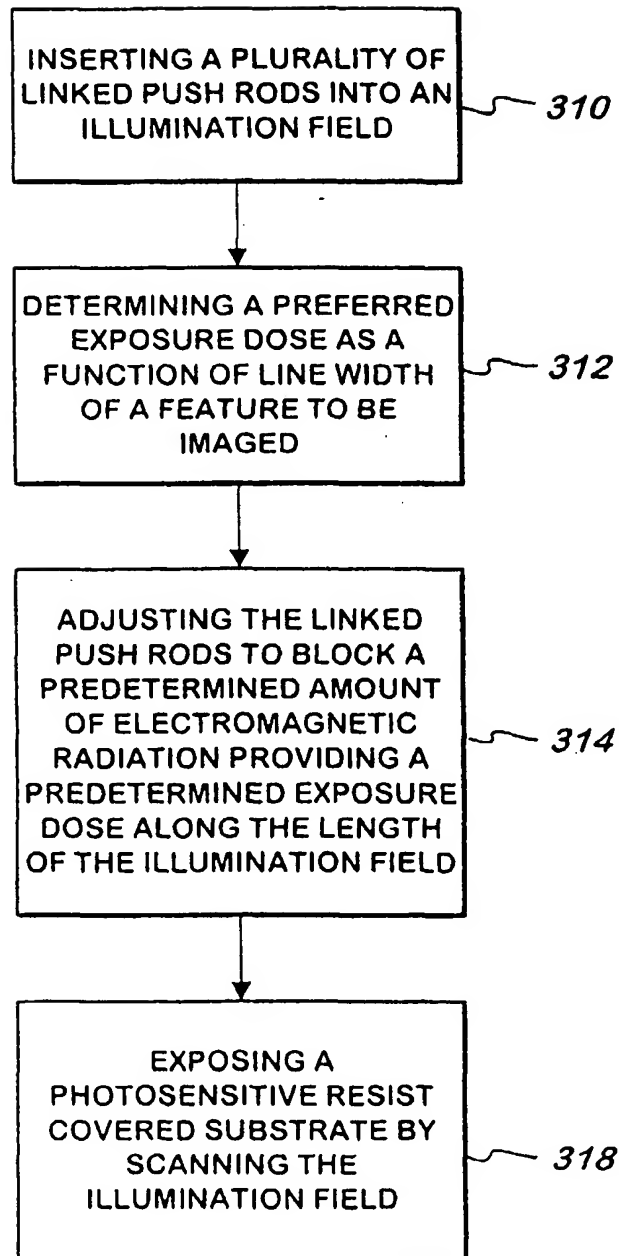 INSERTING A PLURALITY OF
LINKED PUSH RODS INTO AN
ILLUMINATION FIELD
310
DETERMINING A PREFERRED
EXPOSURE DOSE AS A
FUNCTION OF LINE WIDTH
OF A FEATURE TO BE
IMAGED
312
ADJUSTING THE LINKED
PUSH RODS TO BLOCK A
PREDETERMINED AMOUNT
OF ELECTROMAGNETIC
RADIATION PROVIDING A
PREDETERMINED EXPOSURE
DOSE ALONG THE LENGTH
OF THE ILLUMINATION FIELD
314
EXPOSING A
PHOTOSENSITIVE RESIST
COVERED SUBSTRATE BY
SCANNING THE
ILLUMINATION FIELD
318